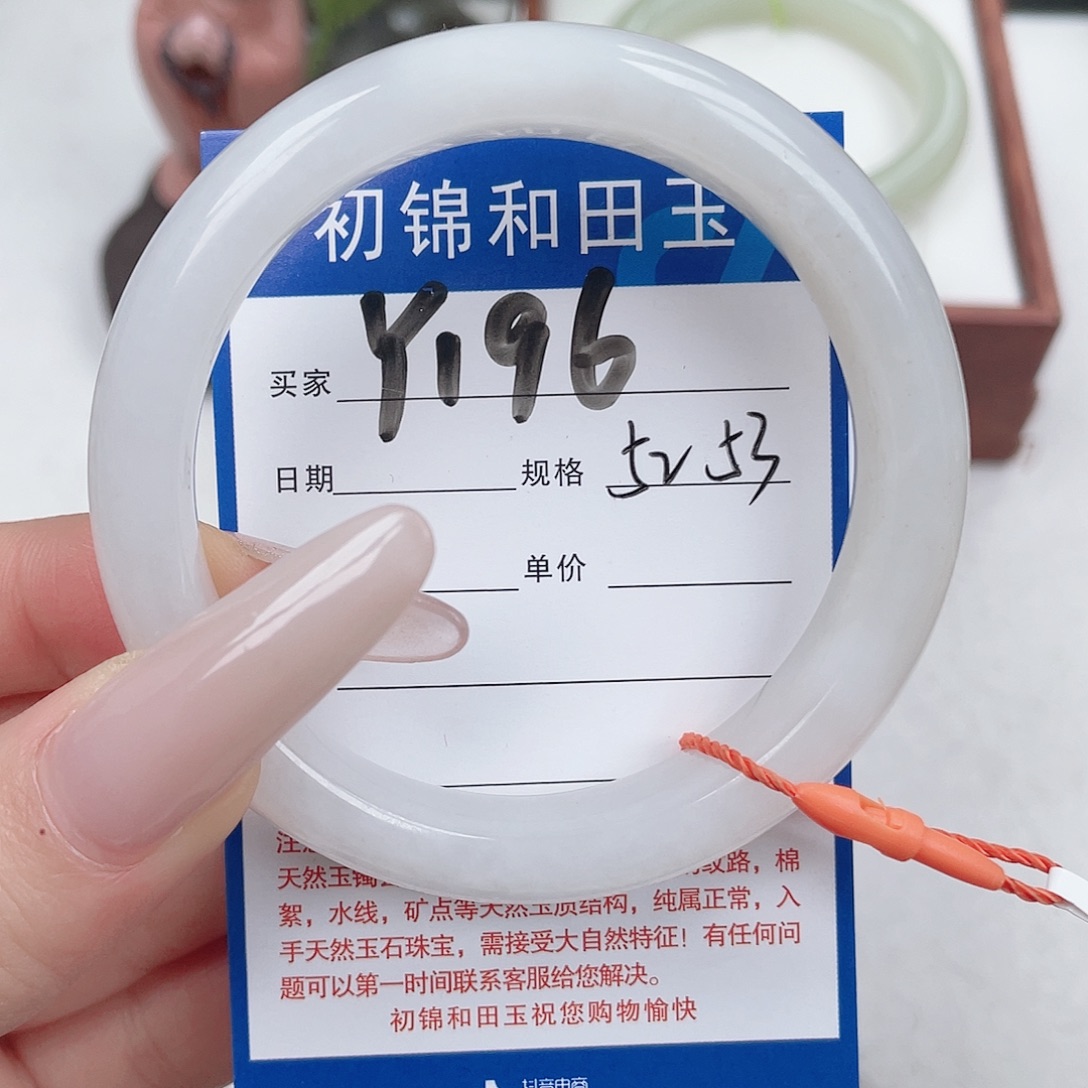 初锦和田玉
买家 Y196
日期 规格 52 53
单价
天然玉镯 纹路，棉
絮，水线，矿点等天然玉质结构，纯属正常，入
手天然玉石珠宝，需接受大自然特征！有任何问
题可以第一时间联系客服给您解决。
初锦和田玉祝您购物愉快
抖音电商